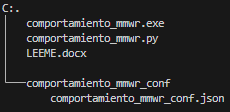 C:.
comportamiento_mmwr.exe
comportamiento_mmwr.py
LEEME.docx
comportamiento_mmwr_conf
comportamiento_mmwr_conf.json